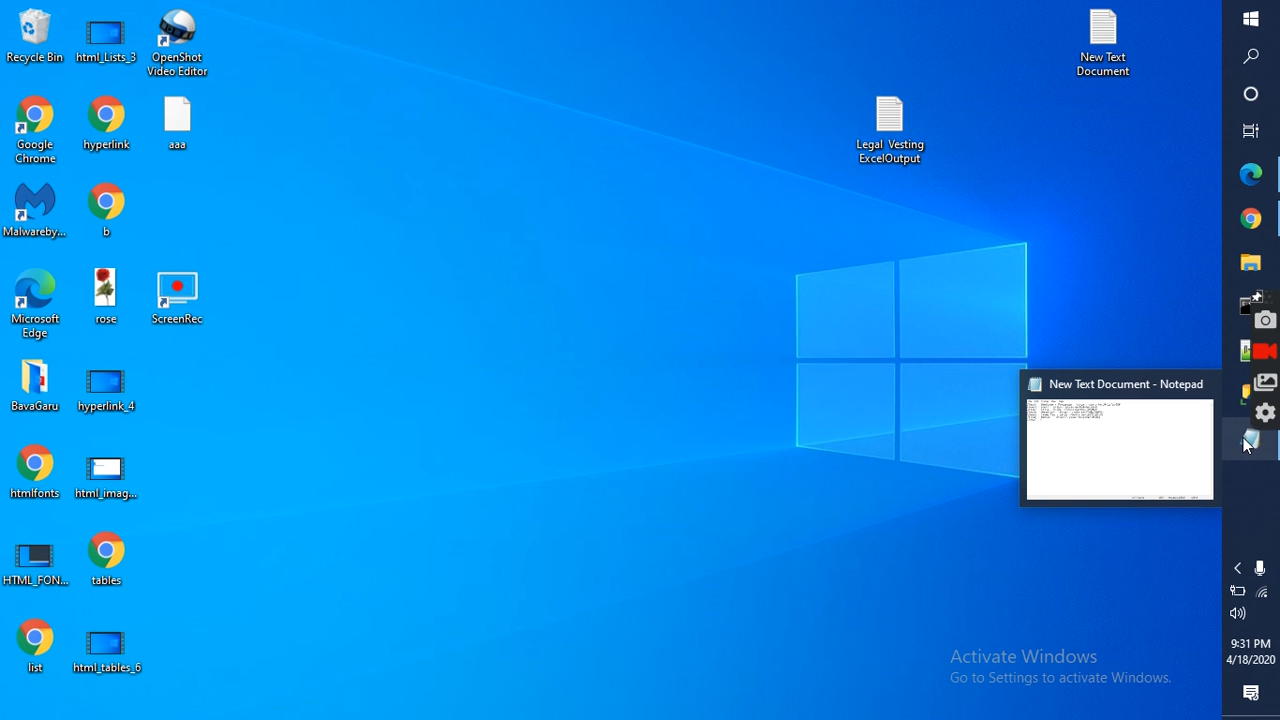 Recycle Bin
html_Lists_3
OpenShot
Video Editor
New Text
Document
Google
Chrome
hyperlink
aaa
Legal_Vesting
ExcelOutput
Malwareby...
b
Microsoft
Edge
rose
ScreenRec
BavaGaru
hyperlink_4
New Text Document - Notepad
htmlfonts
html_imag...
HTML_FON...
tables
list
html_tables_6
Activate Windows
Go to Settings to activate Windows.
9:31 PM
4/18/2020